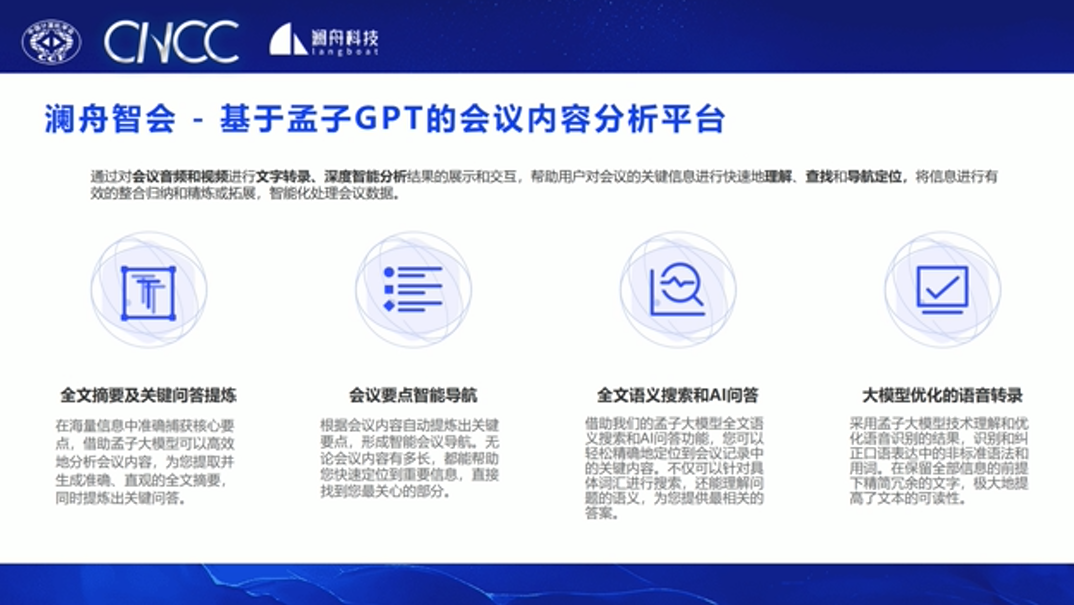 CCF
CNCC
澜舟科技
langboat
澜舟智会 - 基于孟子GPT的会议内容分析平台
通过对会议音频和视频进行文字转录、深度智能分析结果的展示和交互，帮助用户对会议的关键信息进行快速地理解、查找和导航定位，将信息进行有
效的整合归纳和精炼或拓展，智能化处理会议数据。
全文摘要及关键问答提炼
在海量信息中准确捕获核心要
点，借助孟子大模型可以高效
地分析会议内容，为您提取并
生成准确、直观的全文摘要，
同时提炼出关键问答。
会议要点智能导航
根据会议内容自动提炼出关键
要点，形成智能会议导航。无
论会议内容有多长，都能帮助
您快速定位到重要信息，直接
找到您最关心的部分。
全文语义搜索和AI问答
借助我们的孟子大模型全文语
义搜索和AI问答功能，您可以
轻松精确地定位到会议记录中
的关键内容。不仅可以针对具
体词汇进行搜索，还能理解问
题的语义，为您提供最相关的
答案。
大模型优化的语音转录
采用孟子大模型技术理解和优
化语音识别的结果，识别和纠
正口语表达中的非标准语法和
用词。在保留全部信息的前提
下精简冗余的文字，极大地提
高了文本的可读性。